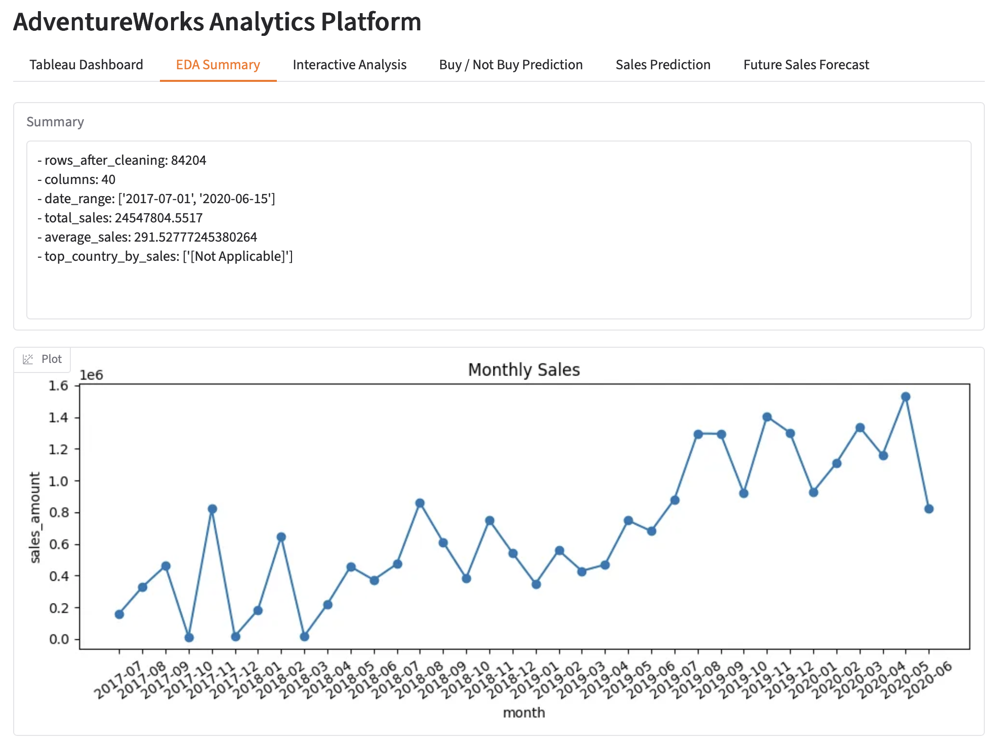 AdventureWorks Analytics Platform
Tableau Dashboard EDA Summary Interactive Analysis Buy / Not Buy Prediction Sales Prediction Future Sales Forecast
Summary
- rows_after_cleaning: 84204
- columns: 40
- date_range: ['2017-07-01', '2020-06-15']
- total_sales: 24547804.5517
- average_sales: 291.52777245380264
- top_country_by_sales: ['[Not Applicable]']
Plot
Monthly Sales
1e6
1.6
1.4
1.2
1.0
0.8
0.6
0.4
0.2
0.0
sales_amount
2017-07 2017-08 2017-09 2017-10 2017-11 2017-12 2018-01 2018-02 2018-03 2018-04 2018-05 2018-06 2018-07 2018-08 2018-09 2018-10 2018-11 2018-12 2019-01 2019-02 2019-03 2019-04 2019-05 2019-06 2019-07 2019-08 2019-09 2019-10 2019-11 2019-12 2020-01 2020-02 2020-03 2020-04 2020-05 2020-06
month